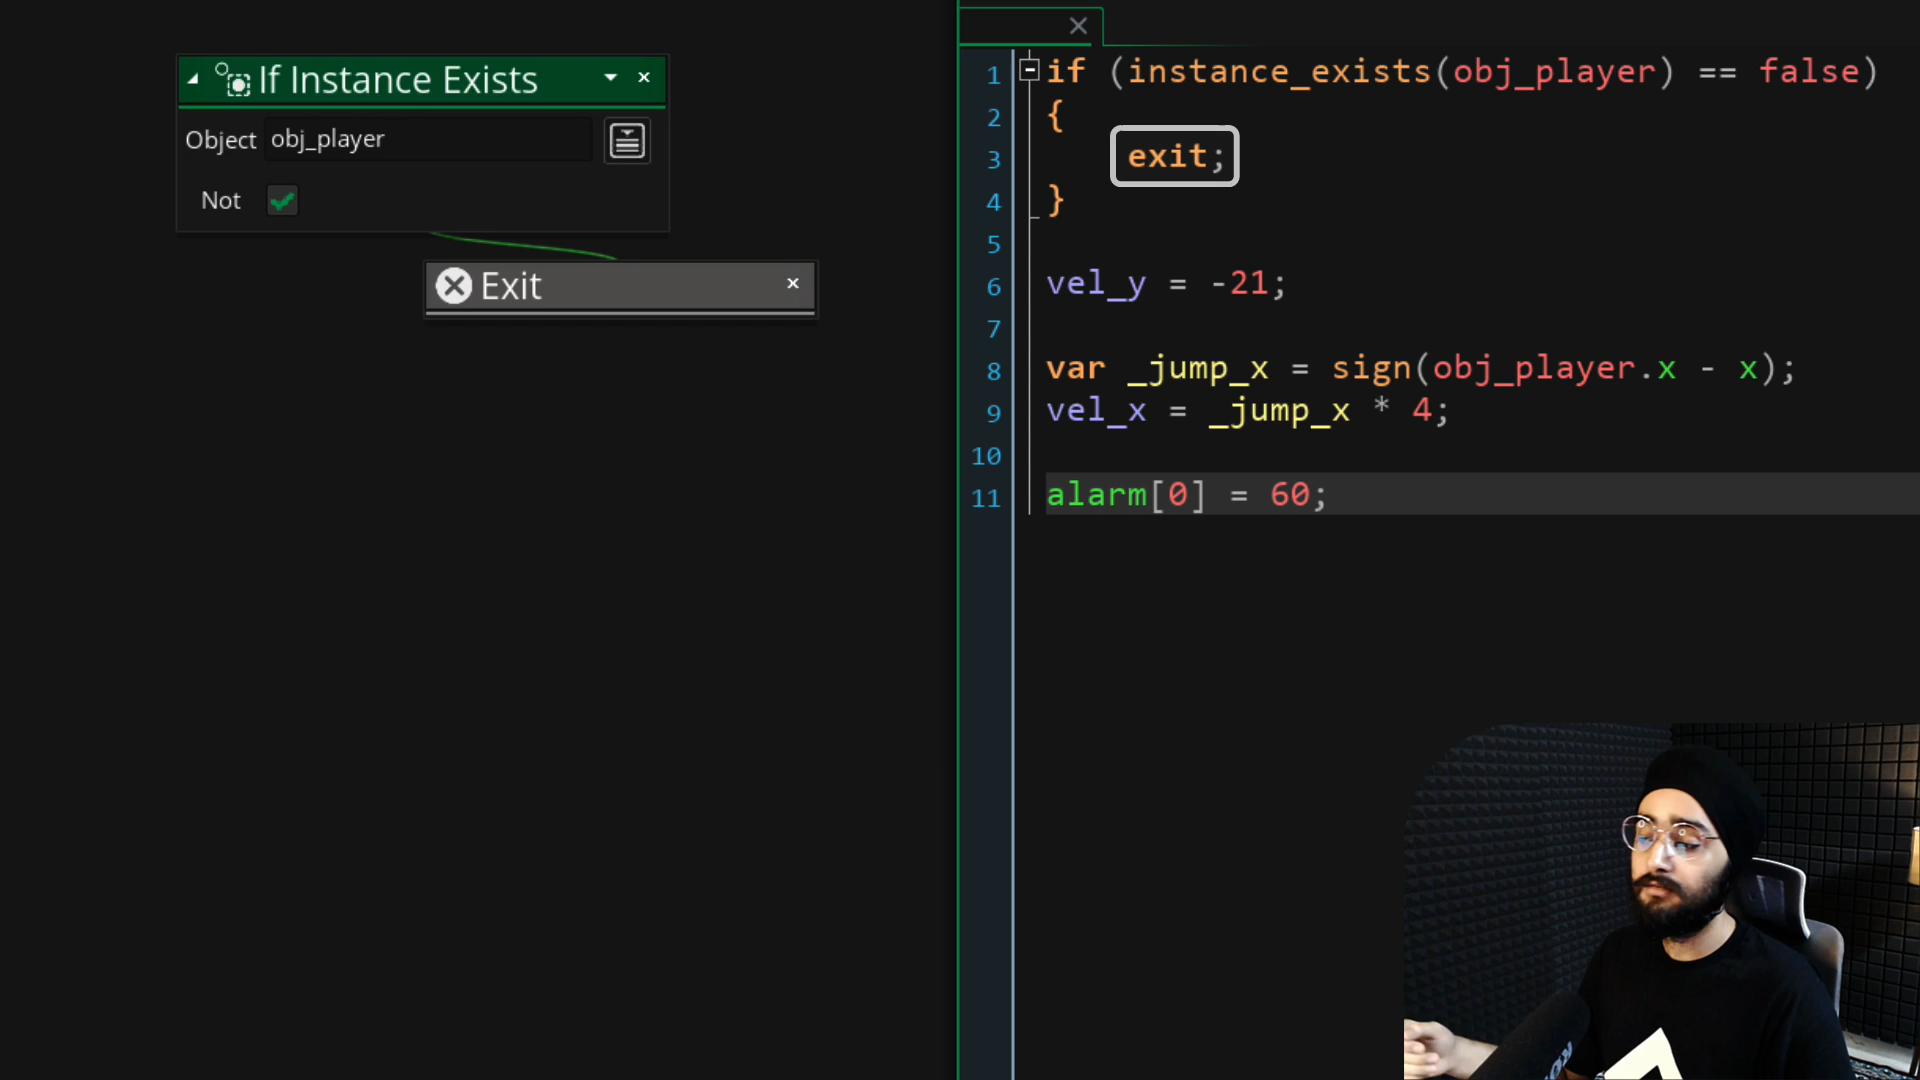 If Instance Exists
Object obj_player
Not
Exit
1 if (instance_exists(obj_player) == false)
2 {
3 exit;
4 }
5
6 vel_y = -21;
7
8 var _jump_x = sign(obj_player.x - x);
9 vel_x = _jump_x * 4;
10
11 alarm[0] = 60;